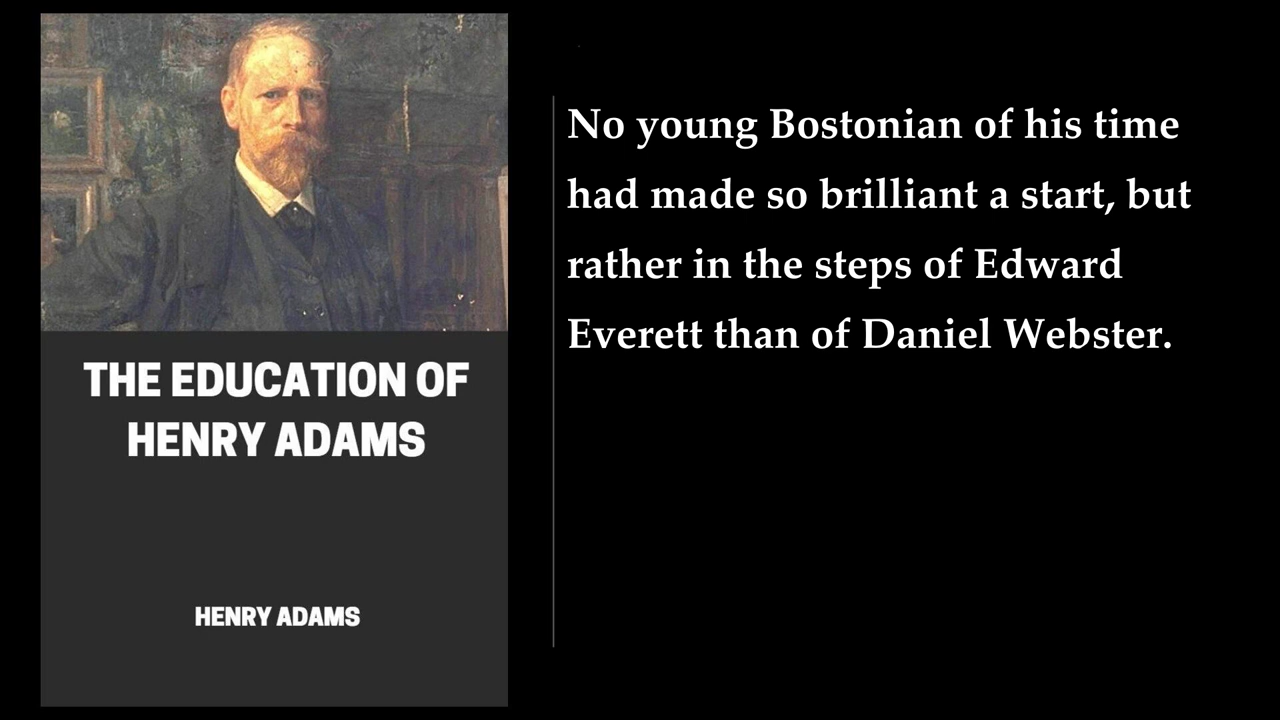 THE EDUCATION OF
HENRY ADAMS
HENRY ADAMS
No young Bostonian of his time
had made so brilliant a start, but
rather in the steps of Edward
Everett than of Daniel Webster.